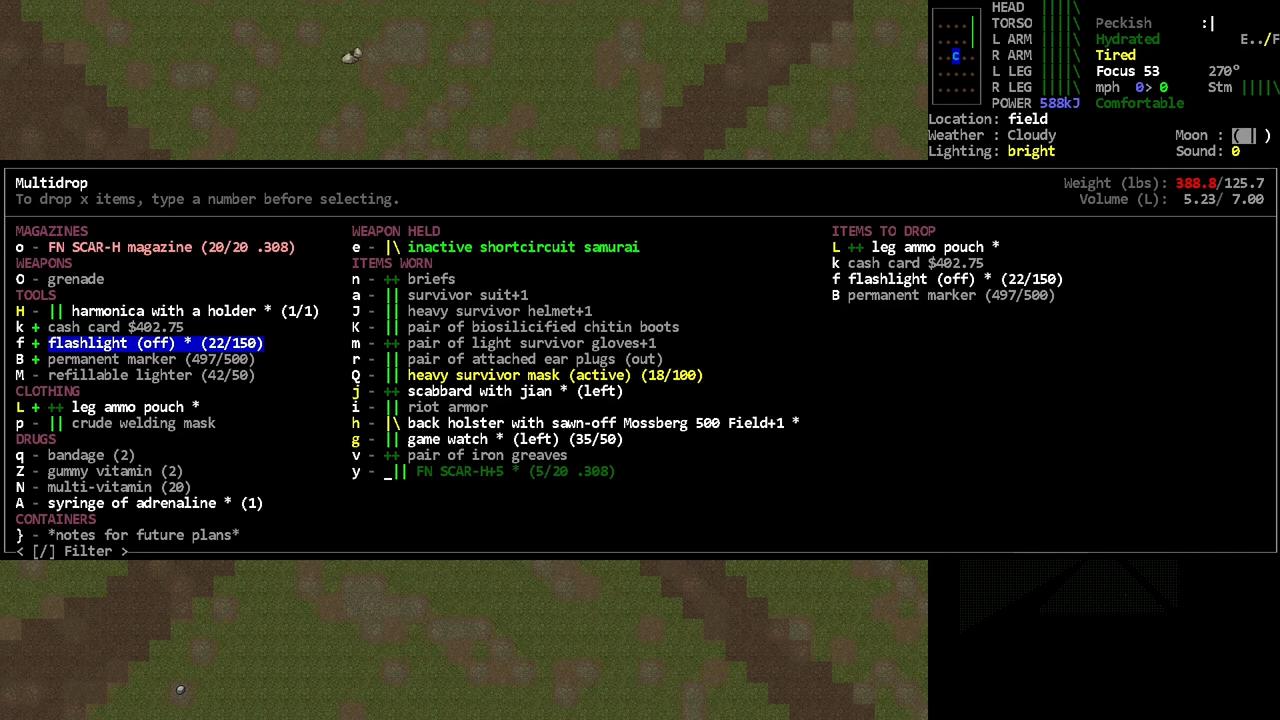 HEAD ||||\
TORSO ||||\ Peckish :|
L ARM ||||\ Hydrated E../F
R ARM ||||\ Tired
L LEG ||||\ Focus 53 270°
R LEG ||||\ mph 0> 0 Stm ||||\
POWER 588kJ Comfortable
c
Location: field
Weather : Cloudy Moon : ( )
Lighting: bright Sound: 0
Multidrop Weight (lbs): 388.8/125.7
To drop x items, type a number before selecting. Volume (L): 5.23/ 7.00
MAGAZINES
o - FN SCAR-H magazine (20/20 .308)
WEAPONS
O - grenade
TOOLS
H - || harmonica with a holder * (1/1)
k + cash card $402.75
f + flashlight (off) * (22/150)
B + permanent marker (497/500)
M - refillable lighter (42/50)
CLOTHING
L + ++ leg ammo pouch *
p - || crude welding mask
DRUGS
q - bandage (2)
Z - gummy vitamin (2)
N - multi-vitamin (20)
A - syringe of adrenaline * (1)
CONTAINERS
} - *notes for future plans*
< [/] Filter >
WEAPON HELD
e - |\ inactive shortcircuit samurai
ITEMS WORN
n - ++ briefs
a - || survivor suit+1
J - || heavy survivor helmet+1
K - || pair of biosilicified chitin boots
m - ++ pair of light survivor gloves+1
r - || pair of attached ear plugs (out)
Q - || heavy survivor mask (active) (18/100)
j - ++ scabbard with jian * (left)
i - || riot armor
h - |\ back holster with sawn-off Mossberg 500 Field+1 *
g - || game watch * (left) (35/50)
v - ++ pair of iron greaves
y - _|| FN SCAR-H+5 * (5/20 .308)
ITEMS TO DROP
L ++ leg ammo pouch *
k cash card $402.75
f flashlight (off) * (22/150)
B permanent marker (497/500)